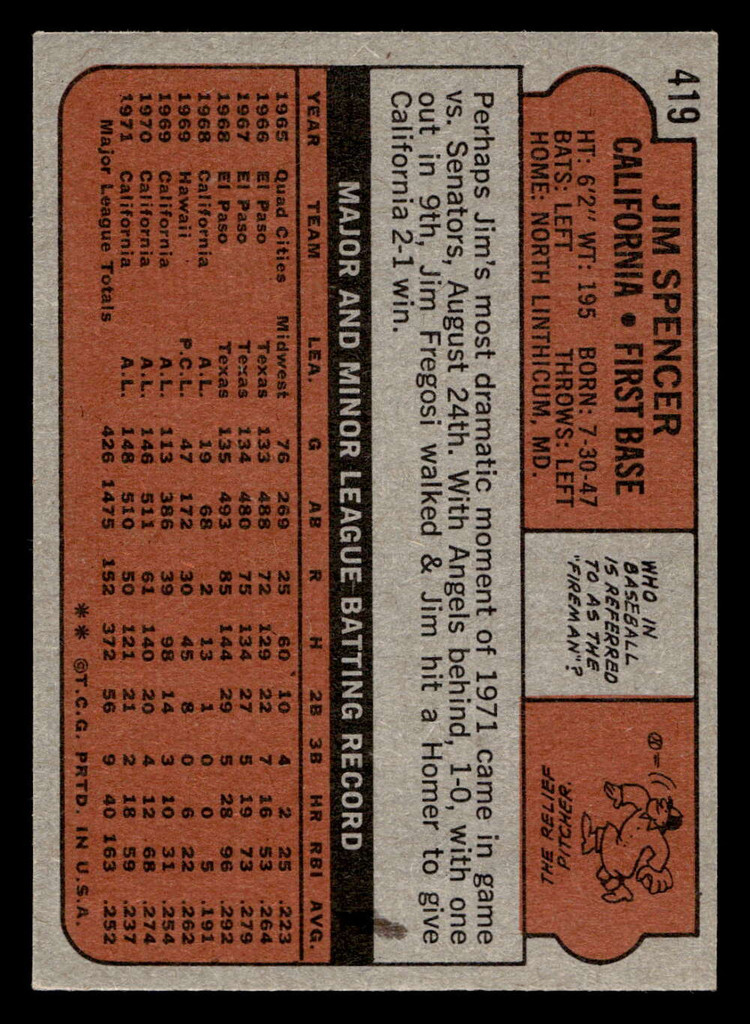 419
JIM SPENCER
CALIFORNIA • FIRST BASE
HT: 6'2" WT: 195 BORN: 7-30-47
BATS: LEFT THROWS: LEFT
HOME: NORTH LINTHICUM, MD.
WHO IN
BASEBALL
IS REFERRED
TO AS THE
"FIREMAN"?
THE RELIEF
PITCHER.
Perhaps Jim's most dramatic moment of 1971 came in game
vs. Senators, August 24th. With Angels behind, 1-0, with one
out in 9th, Jim Fregosi walked & Jim hit a Homer to give
California 2-1 win.
MAJOR AND MINOR LEAGUE BATTING RECORD
YEAR TEAM LEA. G AB R H 2B 3B HR RBI AVG.
1965 Quad Cities Midwest 76 269 25 60 10 4 2 25 .223
1966 El Paso Texas 133 488 72 129 22 7 16 53 .264
1967 El Paso Texas 134 480 75 134 27 5 19 73 .279
1968 El Paso Texas 135 493 85 144 29 5 28 96 .292
1968 California A.L. 19 68 2 13 1 0 0 5 .191
1969 Hawaii P.C.L. 47 172 30 45 8 0 6 22 .262
1969 California A.L. 113 386 39 98 14 3 10 31 .254
1970 California A.L. 146 511 61 140 20 4 12 68 .274
1971 California A.L. 148 510 50 121 21 2 18 59 .237
Major League Totals 426 1475 152 372 56 9 40 163 .252
** ©T.C.G. PRTD. IN U.S.A.